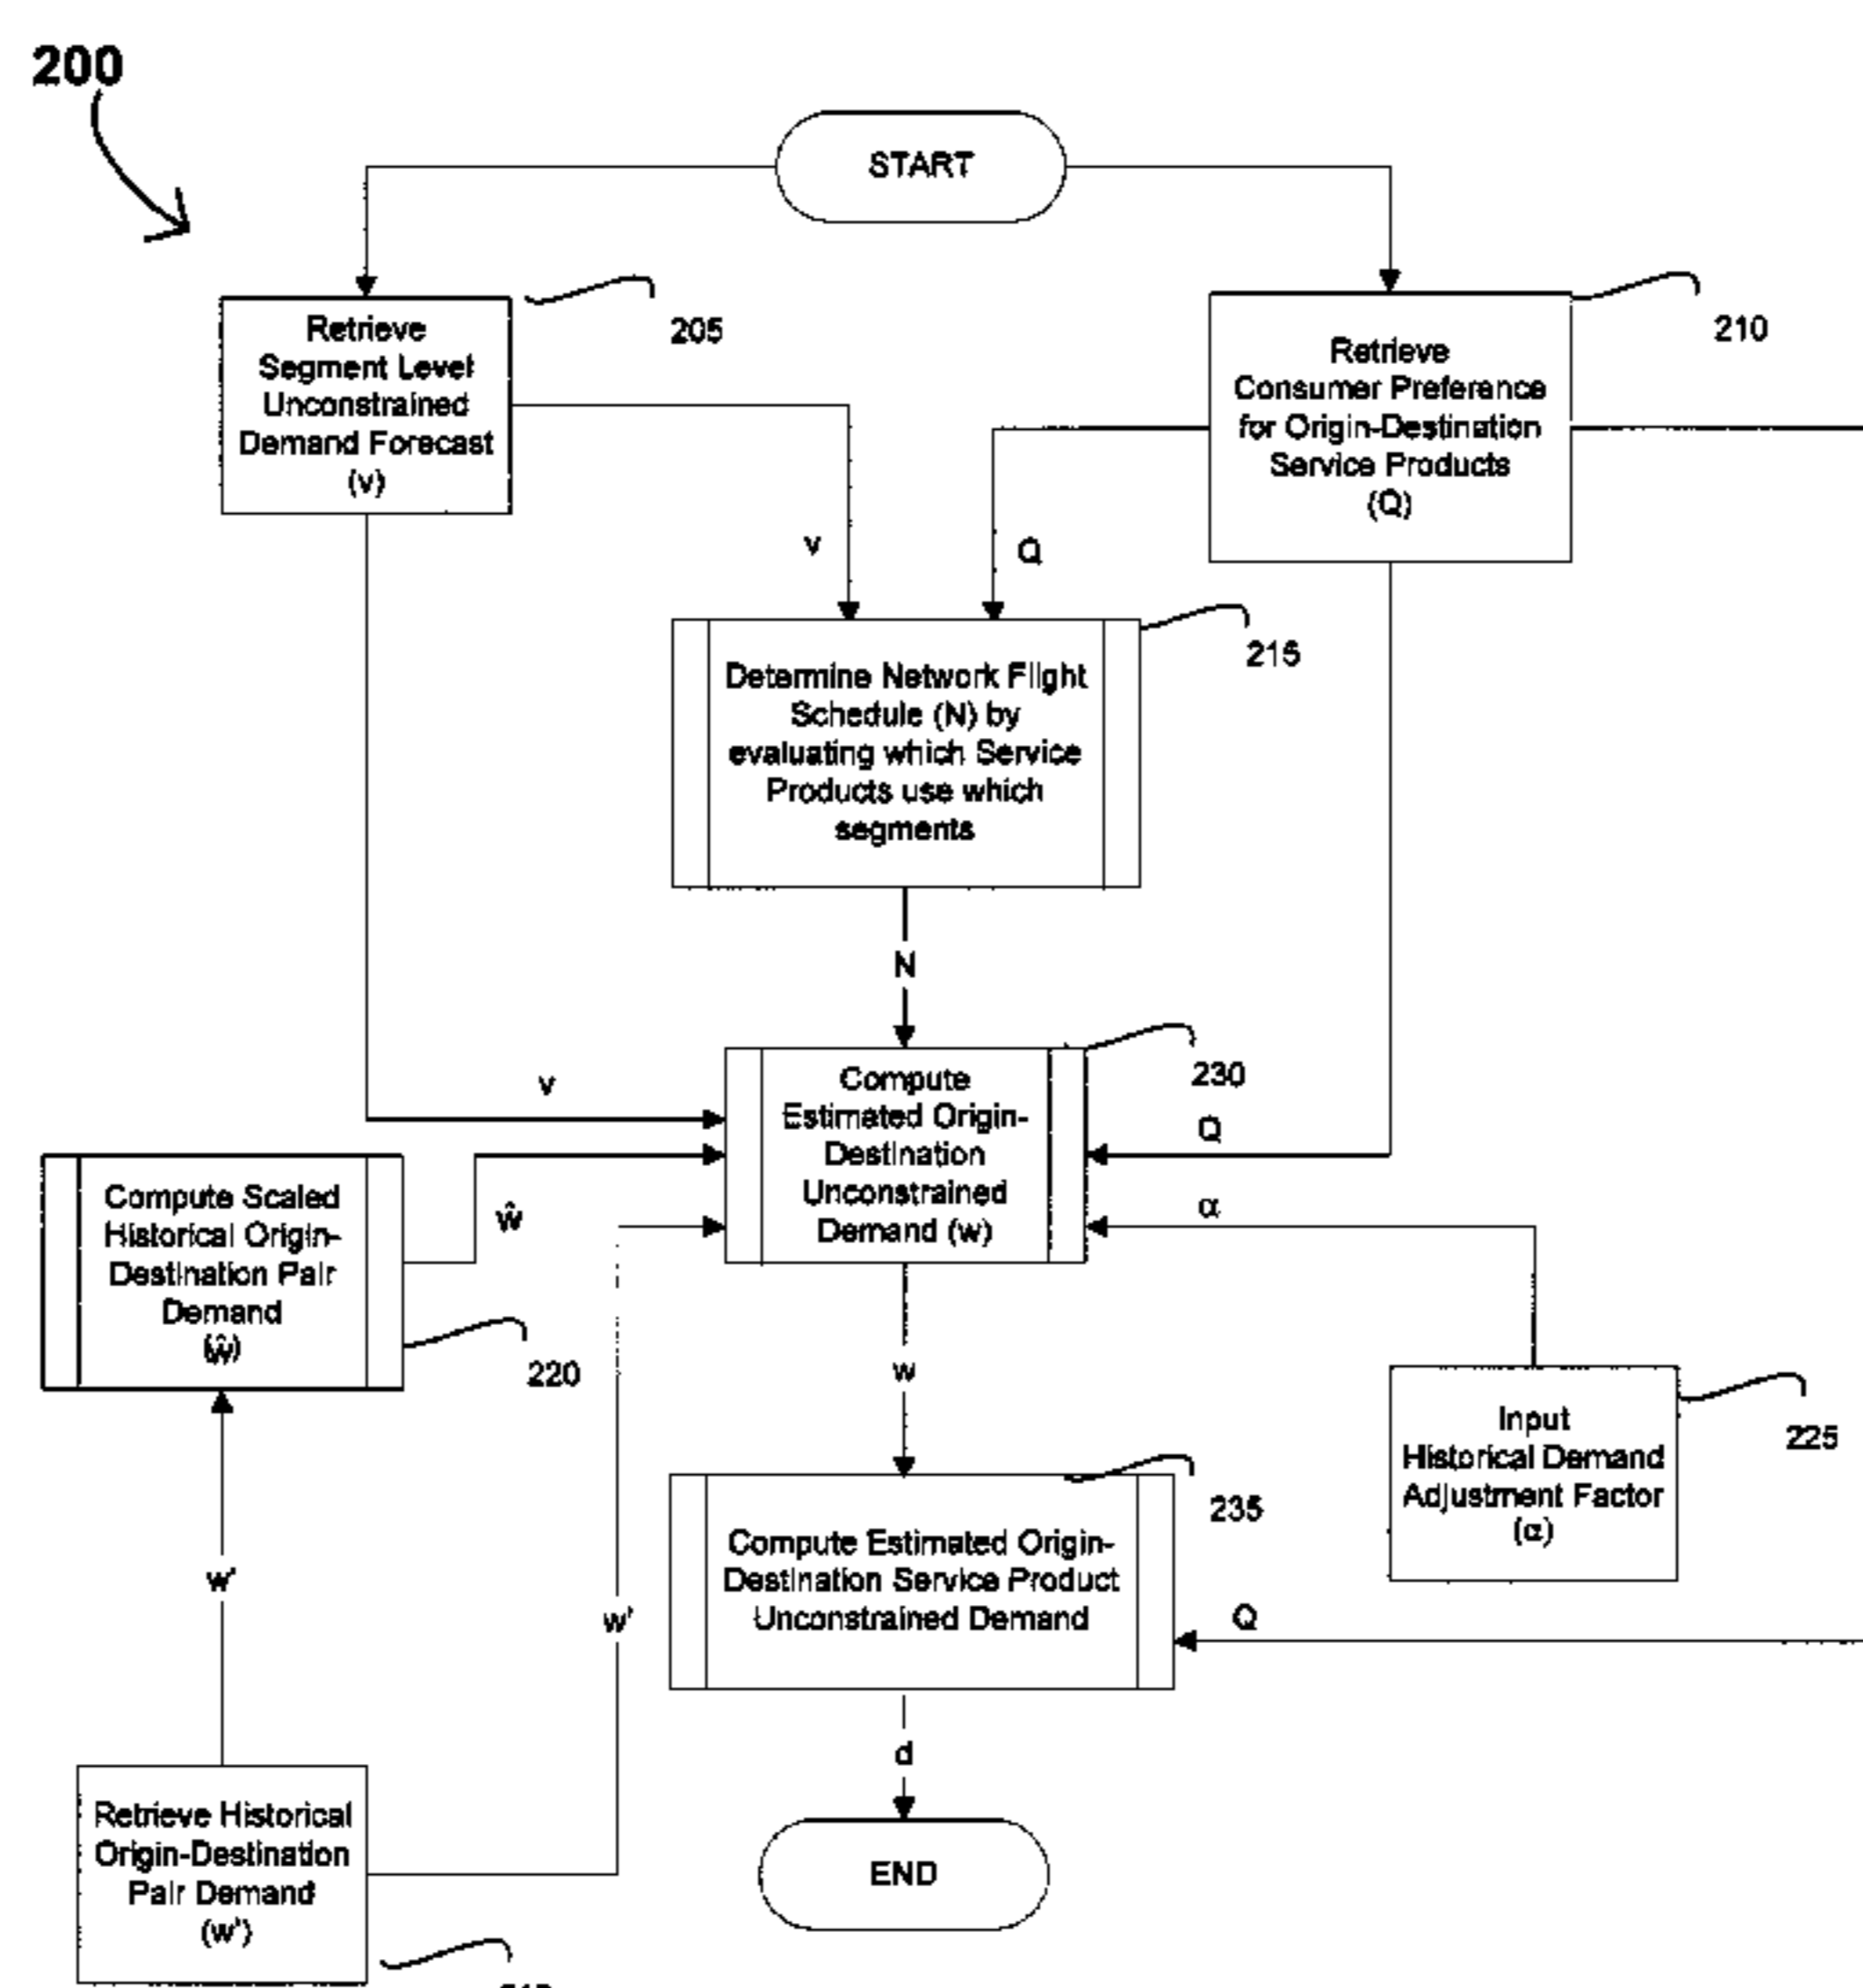 200
START
Retrieve
Segment Level
Unconstrained
Demand Forecast
(v)
205
Retrieve
Consumer Preference
for Origin-Destination
Service Products
(Q)
210
v
Q
Determine Network Flight
Schedule (N) by
evaluating which Service
Products use which
segments
215
N
Compute
Estimated Origin-
Destination
Unconstrained
Demand (w)
230
v
Q
α
ŵ
Compute Scaled
Historical Origin-
Destination Pair
Demand
(ŵ)
220
w
Input
Historical Demand
Adjustment Factor
(α)
225
Compute Estimated Origin-
Destination Service Product
Unconstrained Demand
235
Q
w'
w'
d
Retrieve Historical
Origin-Destination
Pair Demand
(w')
END